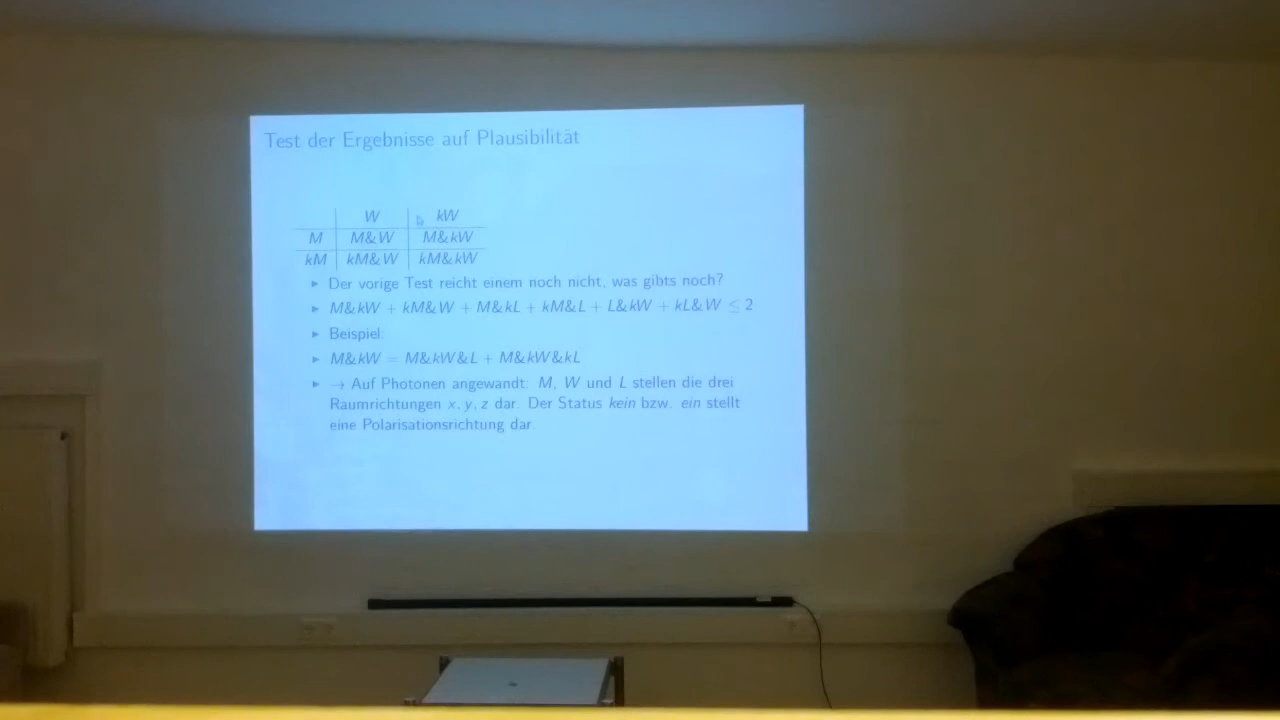 Test der Ergebnisse auf Plausibilität
W kW
M M&W M&kW
kM kM&W kM&kW
▸ Der vorige Test reicht einem noch nicht, was gibts noch?
▸ M&kW + kM&W + M&kL + kM&L + L&kW + kL&W ≤ 2
▸ Beispiel:
▸ M&kW = M&kW&L + M&kW&kL
▸ → Auf Photonen angewandt: M, W und L stellen die drei
Raumrichtungen x, y, z dar. Der Status kein bzw. ein stellt
eine Polarisationsrichtung dar.